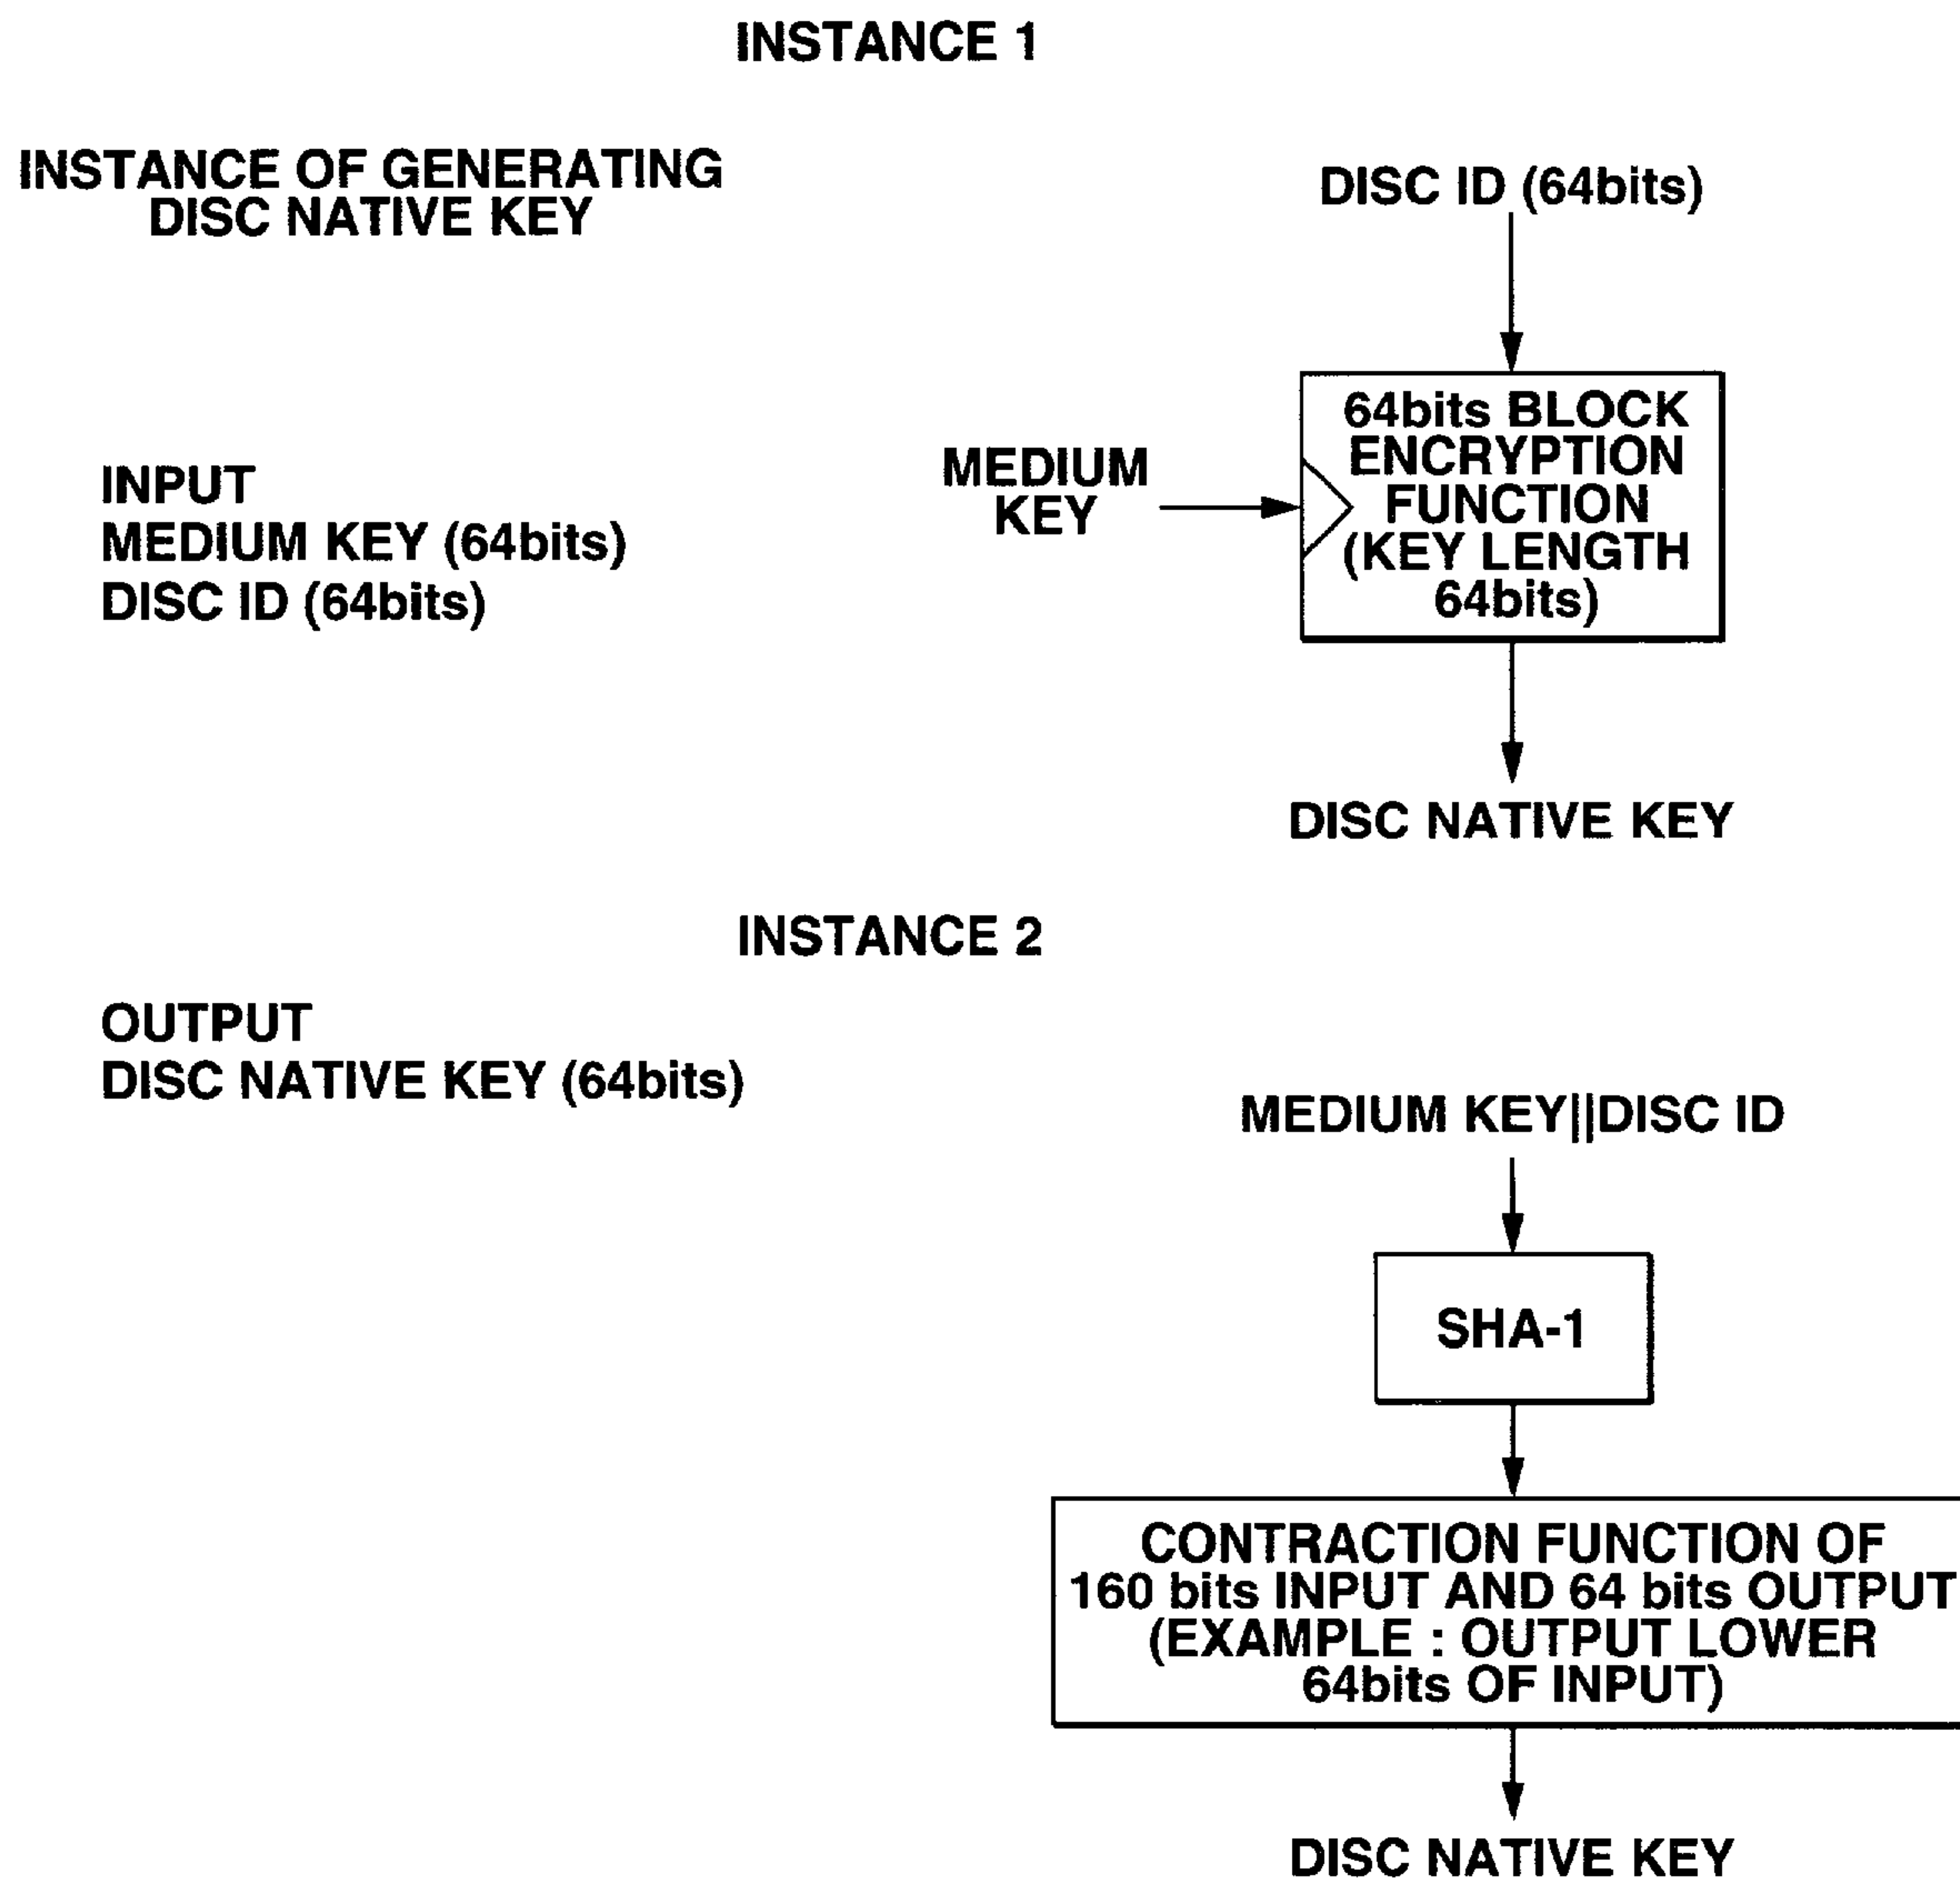 INSTANCE 1
INSTANCE OF GENERATING
DISC NATIVE KEY
INPUT
MEDIUM KEY (64bits)
DISC ID (64bits)
DISC ID (64bits)
MEDIUM
KEY
64bits BLOCK
ENCRYPTION
FUNCTION
(KEY LENGTH
64bits)
DISC NATIVE KEY
INSTANCE 2
OUTPUT
DISC NATIVE KEY (64bits)
MEDIUM KEY||DISC ID
SHA-1
CONTRACTION FUNCTION OF
160 bits INPUT AND 64 bits OUTPUT
(EXAMPLE : OUTPUT LOWER
64bits OF INPUT)
DISC NATIVE KEY